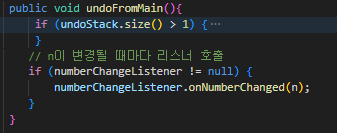 public void undoFromMain(){
    if (undoStack.size() > 1) {…
    }
    // n이 변경될 때마다 리스너 호출
    if (numberChangeListener != null) {
        numberChangeListener.onNumberChanged(n);
    }
}